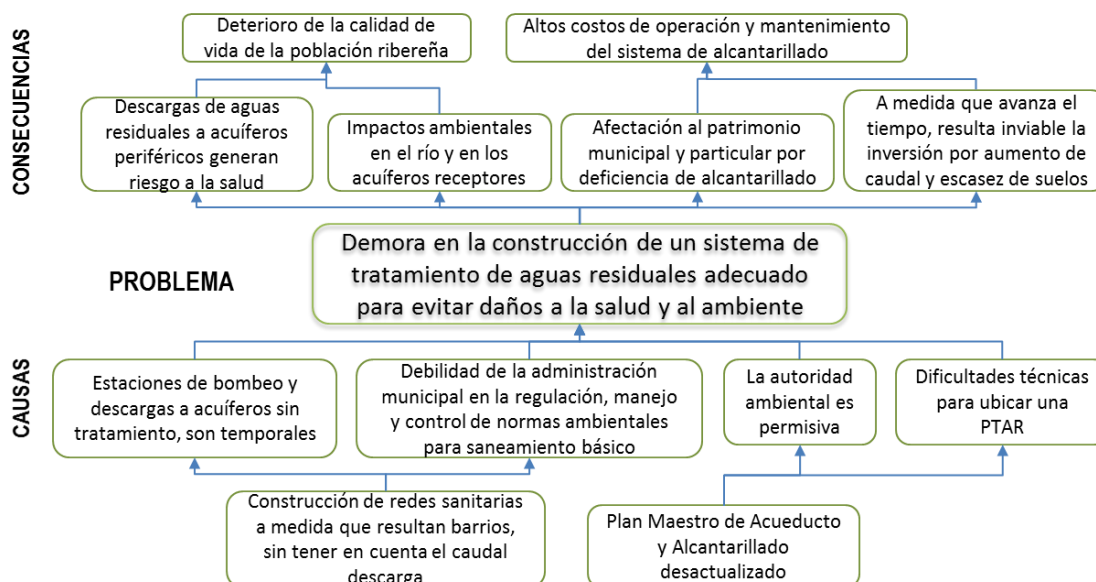 CONSECUENCIAS
Deterioro de la calidad de
vida de la población ribereña
Altos costos de operación y mantenimiento
del sistema de alcantarillado
Descargas de aguas
residuales a acuíferos
periféricos generan
riesgo a la salud
Impactos ambientales
en el río y en los
acuíferos receptores
Afectación al patrimonio
municipal y particular por
deficiencia de alcantarillado
A medida que avanza el
tiempo, resulta inviable la
inversión por aumento de
caudal y escasez de suelos
PROBLEMA
Demora en la construcción de un sistema de
tratamiento de aguas residuales adecuado
para evitar daños a la salud y al ambiente
CAUSAS
Estaciones de bombeo y
descargas a acuíferos sin
tratamiento, son temporales
Debilidad de la administración
municipal en la regulación, manejo
y control de normas ambientales
para saneamiento básico
La autoridad
ambiental es
permisiva
Dificultades técnicas
para ubicar una
PTAR
Construcción de redes sanitarias
a medida que resultan barrios,
sin tener en cuenta el caudal
descarga
Plan Maestro de Acueducto
y Alcantarillado
desactualizado